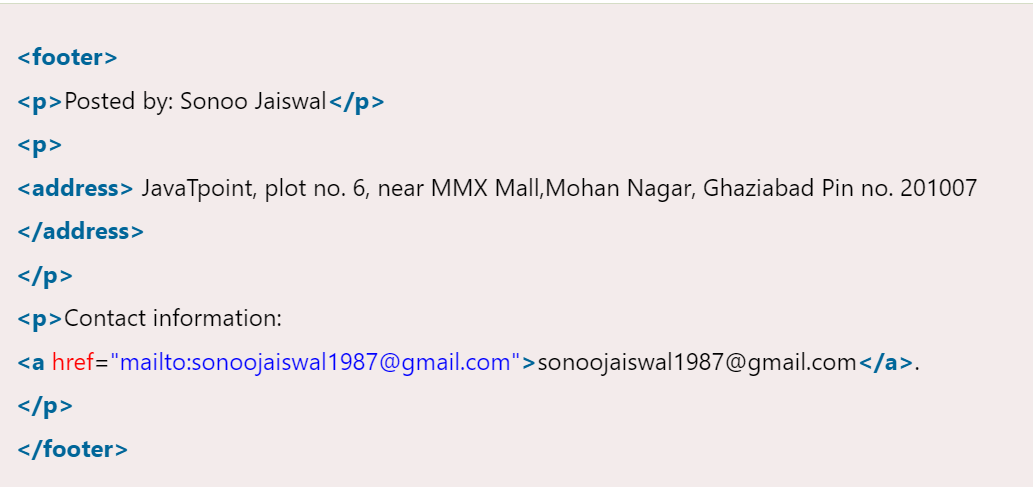 <footer>
<p>Posted by: Sonoo Jaiswal</p>
<p>
<address> JavaTpoint, plot no. 6, near MMX Mall,Mohan Nagar, Ghaziabad Pin no. 201007
</address>
</p>
<p>Contact information:
<a href="mailto:sonoojaiswal1987@gmail.com">sonoojaiswal1987@gmail.com</a>.
</p>
</footer>